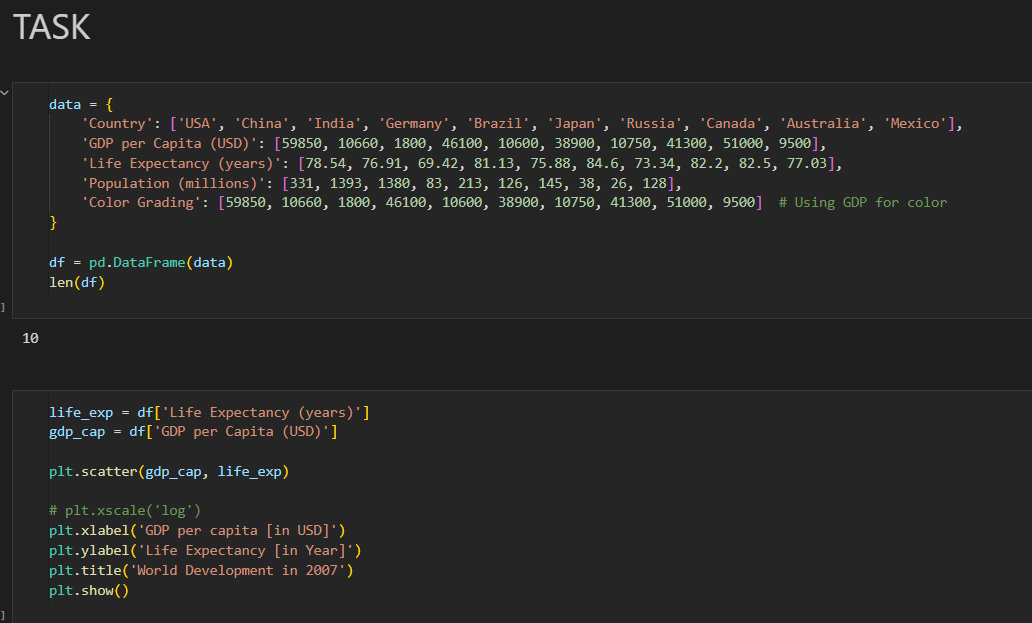 TASK
data = {
'Country': ['USA', 'China', 'India', 'Germany', 'Brazil', 'Japan', 'Russia', 'Canada', 'Australia', 'Mexico'],
'GDP per Capita (USD)': [59850, 10660, 1800, 46100, 10600, 38900, 10750, 41300, 51000, 9500],
'Life Expectancy (years)': [78.54, 76.91, 69.42, 81.13, 75.88, 84.6, 73.34, 82.2, 82.5, 77.03],
'Population (millions)': [331, 1393, 1380, 83, 213, 126, 145, 38, 26, 128],
'Color Grading': [59850, 10660, 1800, 46100, 10600, 38900, 10750, 41300, 51000, 9500]  # Using GDP for color
}
df = pd.DataFrame(data)
len(df)
]
10
life_exp = df['Life Expectancy (years)']
gdp_cap = df['GDP per Capita (USD)']
plt.scatter(gdp_cap, life_exp)
# plt.xscale('log')
plt.xlabel('GDP per capita [in USD]')
plt.ylabel('Life Expectancy [in Year]')
plt.title('World Development in 2007')
plt.show()
]